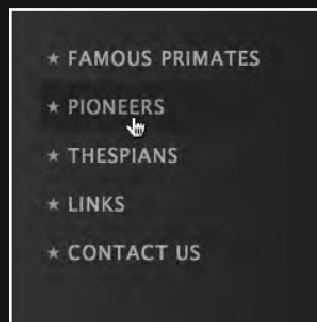 ★ FAMOUS PRIMATES
★ PIONEERS
★ THESPIANS
★ LINKS
★ CONTACT US